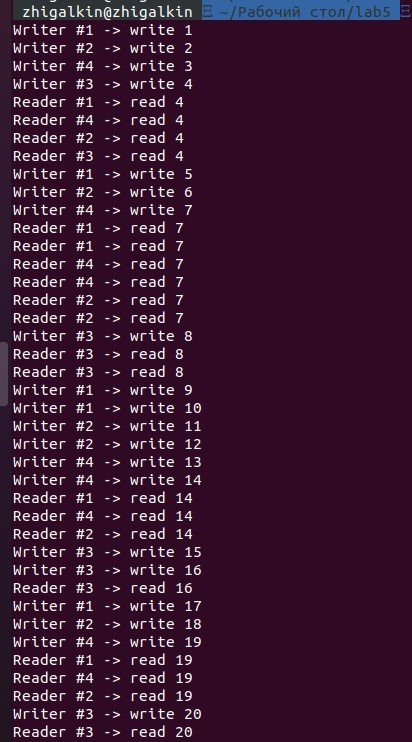 zhigalkin@zhigalkin ~/Рабочий стол/lab5
Writer #1 -> write 1
Writer #2 -> write 2
Writer #4 -> write 3
Writer #3 -> write 4
Reader #1 -> read 4
Reader #4 -> read 4
Reader #2 -> read 4
Reader #3 -> read 4
Writer #1 -> write 5
Writer #2 -> write 6
Writer #4 -> write 7
Reader #1 -> read 7
Reader #1 -> read 7
Reader #4 -> read 7
Reader #4 -> read 7
Reader #2 -> read 7
Reader #2 -> read 7
Writer #3 -> write 8
Reader #3 -> read 8
Reader #3 -> read 8
Writer #1 -> write 9
Writer #1 -> write 10
Writer #2 -> write 11
Writer #2 -> write 12
Writer #4 -> write 13
Writer #4 -> write 14
Reader #1 -> read 14
Reader #4 -> read 14
Reader #2 -> read 14
Writer #3 -> write 15
Writer #3 -> write 16
Reader #3 -> read 16
Writer #1 -> write 17
Writer #2 -> write 18
Writer #4 -> write 19
Reader #1 -> read 19
Reader #4 -> read 19
Reader #2 -> read 19
Writer #3 -> write 20
Reader #3 -> read 20